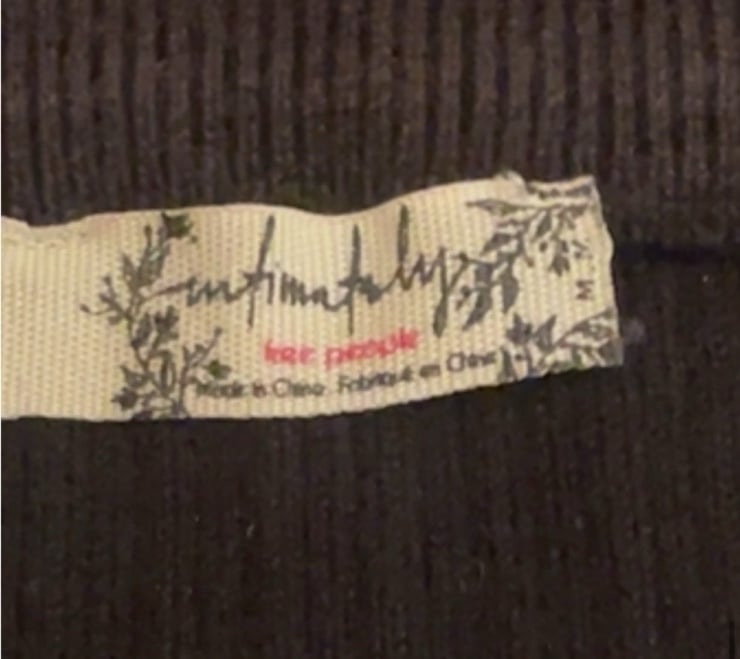 intimately
free people
Made in China. Fabriqué en Chine
M